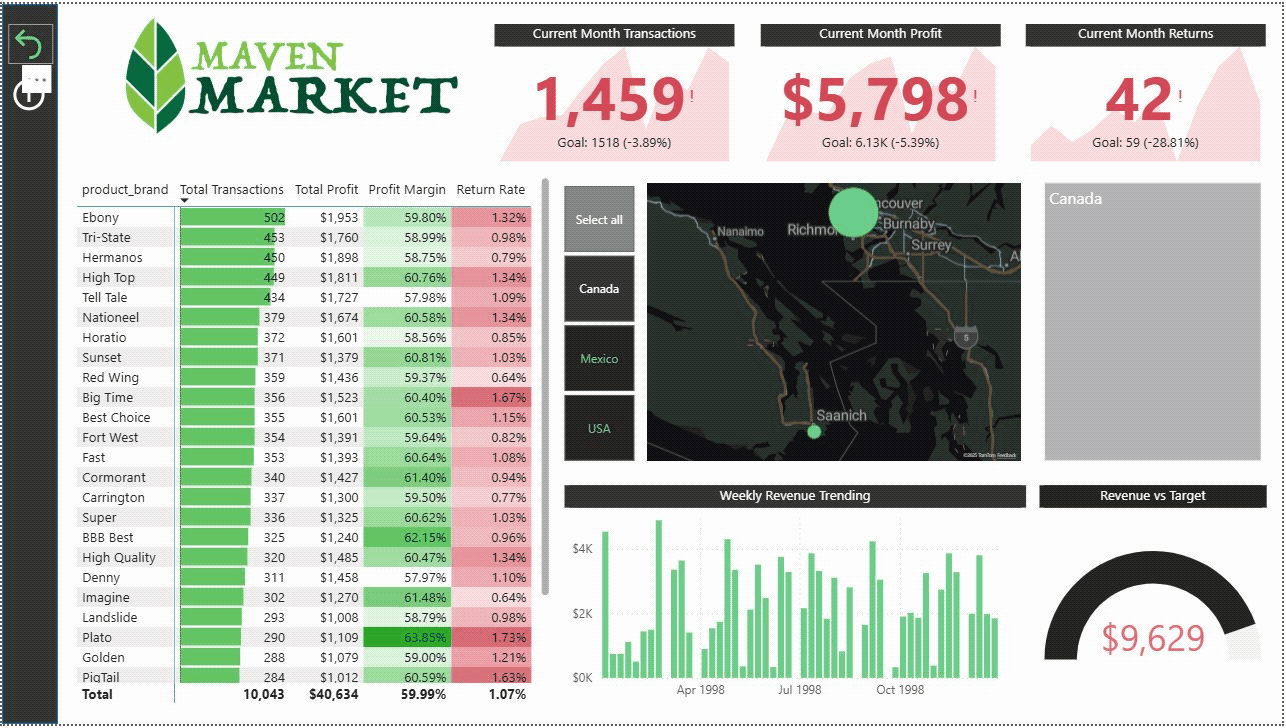 MAVEN
MARKET
Current Month Transactions
1,459 !
Goal: 1518 (-3.89%)
Current Month Profit
$5,798 !
Goal: 6.13K (-5.39%)
Current Month Returns
42 !
Goal: 59 (-28.81%)
product_brand Total Transactions Total Profit Profit Margin Return Rate
Ebony 502 $1,953 59.80% 1.32%
Tri-State 453 $1,760 58.99% 0.98%
Hermanos 450 $1,898 58.75% 0.79%
High Top 449 $1,811 60.76% 1.34%
Tell Tale 434 $1,727 57.98% 1.09%
Nationeel 379 $1,674 60.58% 1.34%
Horatio 372 $1,601 58.56% 0.85%
Sunset 371 $1,379 60.81% 1.03%
Red Wing 359 $1,436 59.37% 0.64%
Big Time 356 $1,523 60.40% 1.67%
Best Choice 355 $1,601 60.53% 1.15%
Fort West 354 $1,391 59.64% 0.82%
Fast 353 $1,393 60.64% 1.08%
Cormorant 340 $1,427 61.40% 0.94%
Carrington 337 $1,300 59.50% 0.77%
Super 336 $1,325 60.62% 1.03%
BBB Best 325 $1,240 62.15% 0.96%
High Quality 320 $1,485 60.47% 1.34%
Denny 311 $1,458 57.97% 1.10%
Imagine 302 $1,270 61.48% 0.64%
Landslide 293 $1,008 58.79% 0.98%
Plato 290 $1,109 63.85% 1.73%
Golden 288 $1,079 59.00% 1.21%
PigTail 284 $1,012 60.59% 1.63%
Total 10,043 $40,634 59.99% 1.07%
Select all
Canada
Mexico
USA
ncouver
Richmo
Burnaby
Nanaimo
Surrey
A
5
Saanich
©2025 TomTom Feedback
Canada
Weekly Revenue Trending
$4K
$2K
$0K
Apr 1998 Jul 1998 Oct 1998
Revenue vs Target
$9,629